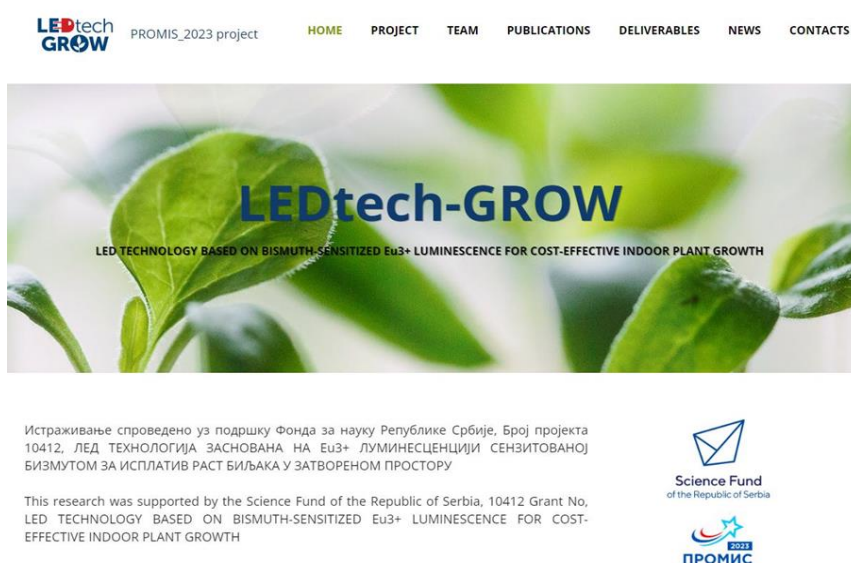 LEDtech
GROW
PROMIS_2023 project
HOME PROJECT TEAM PUBLICATIONS DELIVERABLES NEWS CONTACTS
LEDtech-GROW
LED TECHNOLOGY BASED ON BISMUTH-SENSITIZED Eu3+ LUMINESCENCE FOR COST-EFFECTIVE INDOOR PLANT GROWTH
Истраживање спроведено уз подршку Фонда за науку Републике Србије, Број пројекта
10412, ЛЕД ТЕХНОЛОГИЈА ЗАСНОВАНА НА Eu3+ ЛУМИНЕСЦЕНЦИЈИ СЕНЗИТОВАНОЈ
БИЗМУТОМ ЗА ИСПЛАТИВ РАСТ БИЉАКА У ЗАТВОРЕНОМ ПРОСТОРУ
This research was supported by the Science Fund of the Republic of Serbia, 10412 Grant No,
LED TECHNOLOGY BASED ON BISMUTH-SENSITIZED Eu3+ LUMINESCENCE FOR COST-
EFFECTIVE INDOOR PLANT GROWTH
Science Fund
of the Republic of Serbia
2023
ПРОМИС